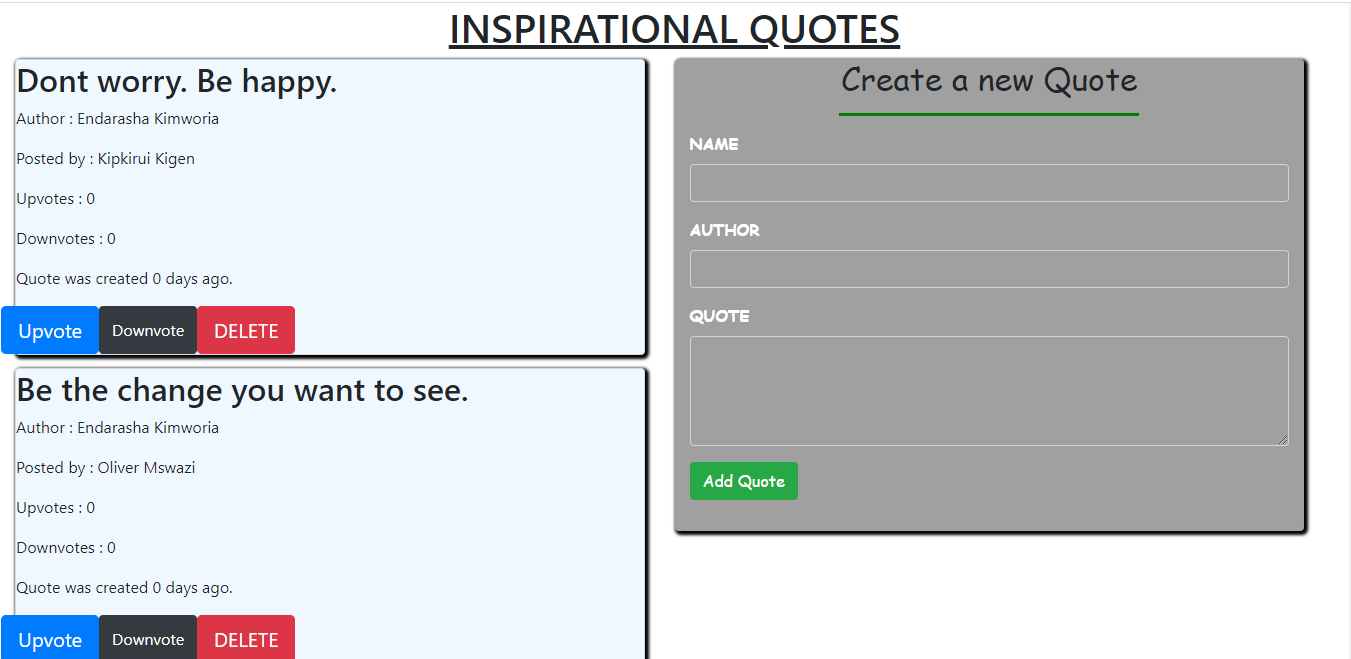 INSPIRATIONAL QUOTES
Dont worry. Be happy.
Author : Endarasha Kimworia
Posted by : Kipkirui Kigen
Upvotes : 0
Downvotes : 0
Quote was created 0 days ago.
Upvote Downvote DELETE
Be the change you want to see.
Author : Endarasha Kimworia
Posted by : Oliver Mswazi
Upvotes : 0
Downvotes : 0
Quote was created 0 days ago.
Upvote Downvote DELETE
Create a new Quote
NAME
AUTHOR
QUOTE
Add Quote